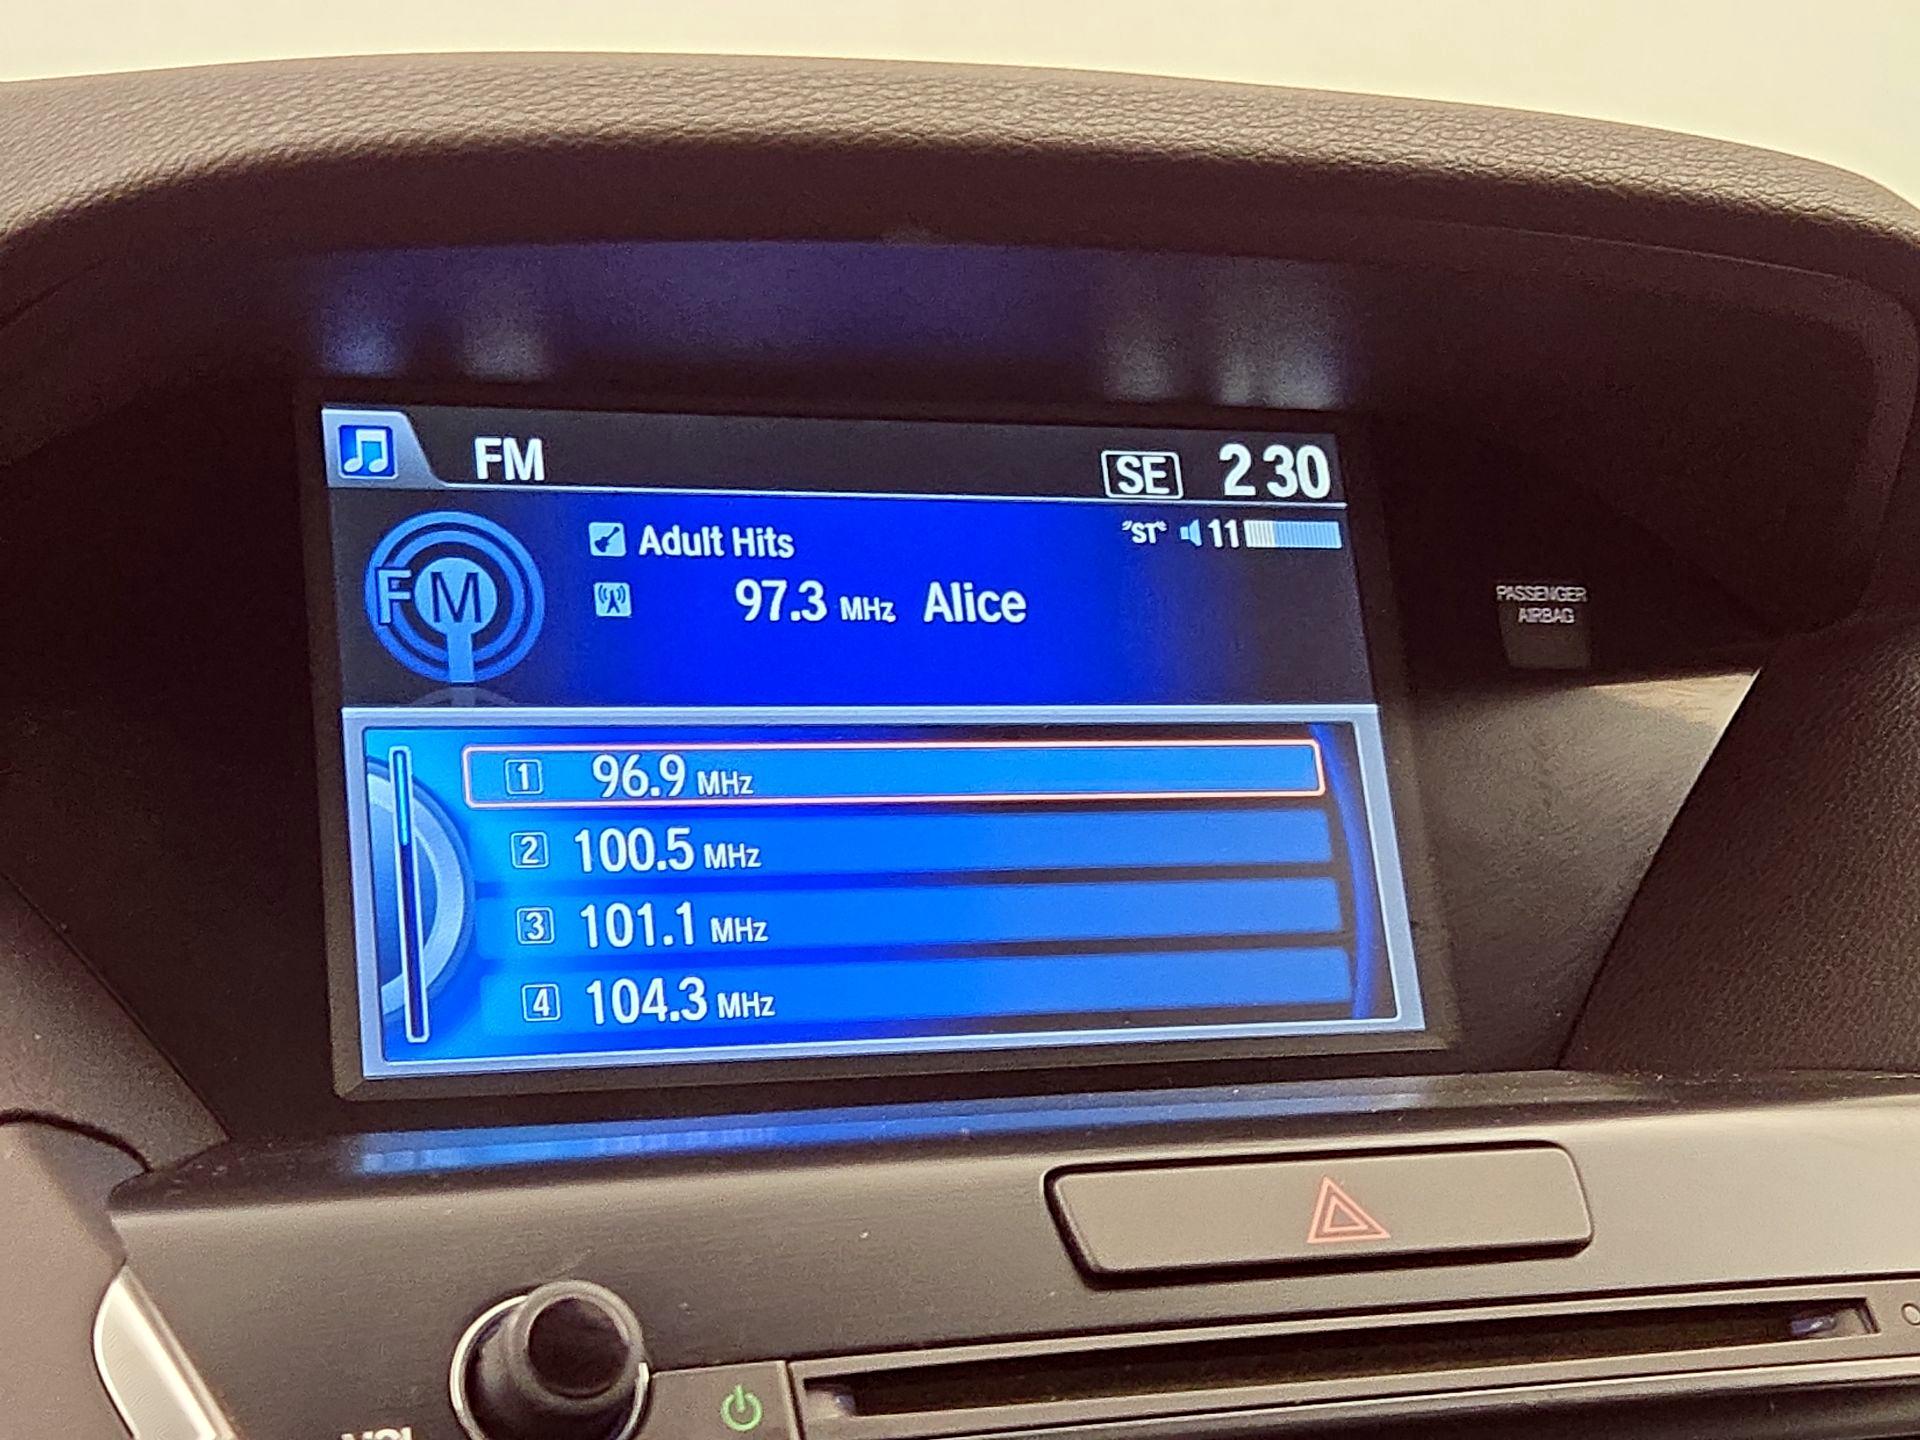 FM SE 2 30
Adult Hits "ST" 11
FM 97.3 MHz Alice
PASSENGER
AIRBAG
1 96.9 MHz
2 100.5 MHz
3 101.1 MHz
4 104.3 MHz